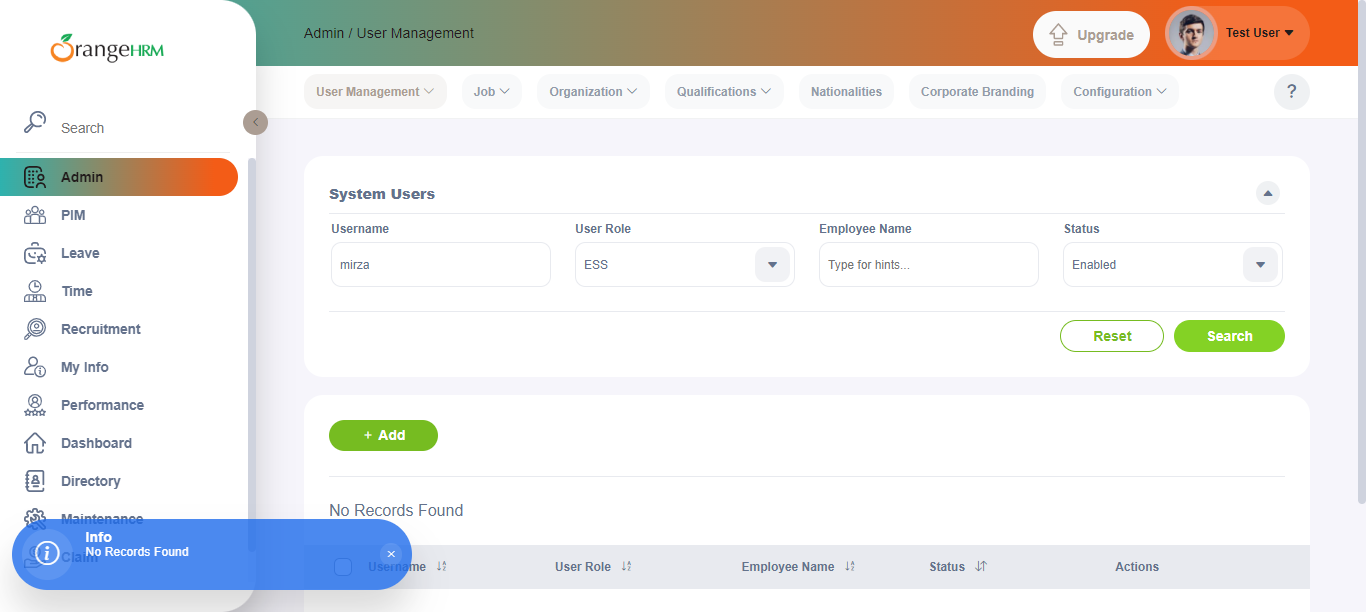 OrangeHRM
Admin / User Management
Upgrade
Test User
User Management
Job
Organization
Qualifications
Nationalities
Corporate Branding
Configuration
?
Search
Admin
PIM
Leave
Time
Recruitment
My Info
Performance
Dashboard
Directory
Maintenance
Claim
System Users
Username
User Role
Employee Name
Status
mirza
ESS
Type for hints...
Enabled
Reset
Search
+ Add
No Records Found
Username
User Role
Employee Name
Status
Actions
Info
No Records Found